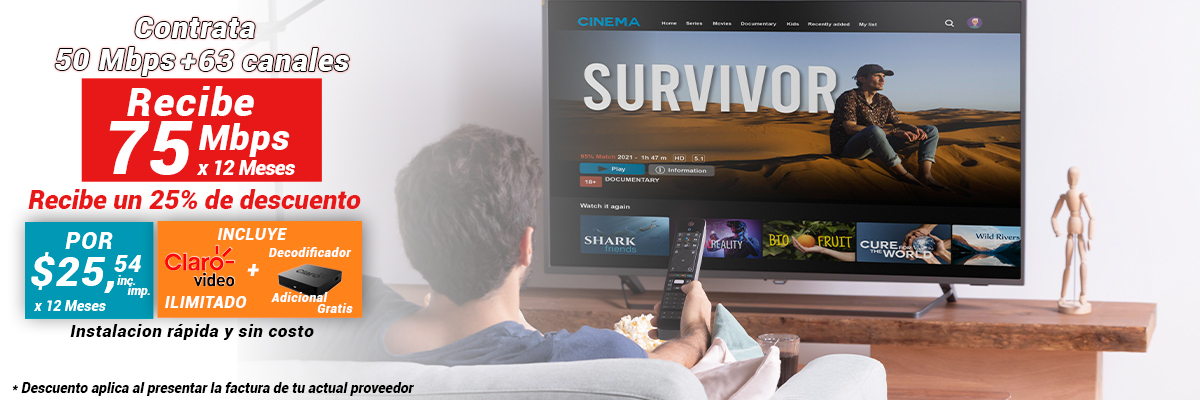 Contrata
50 Mbps + 63 canales
Recibe
75 Mbps
x 12 Meses
Recibe un 25% de descuento
POR
$25,54
inc.
imp.
x 12 Meses
INCLUYE
Claro
video
ILIMITADO
+
Decodificador
Claro
Adicional
Gratis
Instalacion rápida y sin costo
* Descuento aplica al presentar la factura de tu actual proveedor
CINEMA Home Series Movies Documentary Kids Recently added My list
SURVIVOR
95% Match 2021 - 1h 47 m HD 5.1
Play Information
18+ DOCUMENTARY
Watch it again
SHARK
friends
REALITY
BIO FRUIT
CURE FOR THE
THE WORLD
Wild Rivers